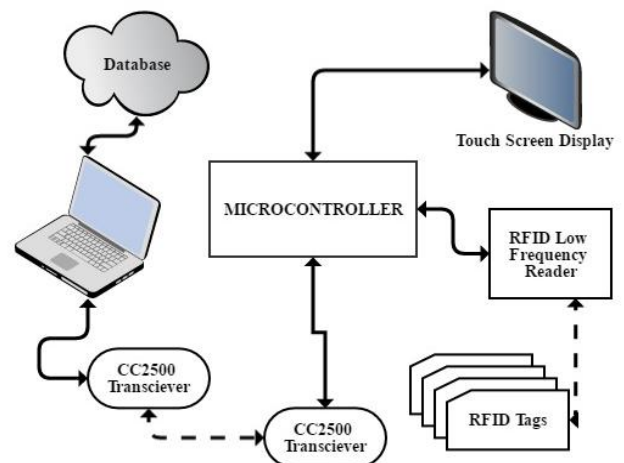 Database
Touch Screen Display
MICROCONTROLLER
RFID Low
Frequency
Reader
CC2500
Transciever
RFID Tags
CC2500
Transciever